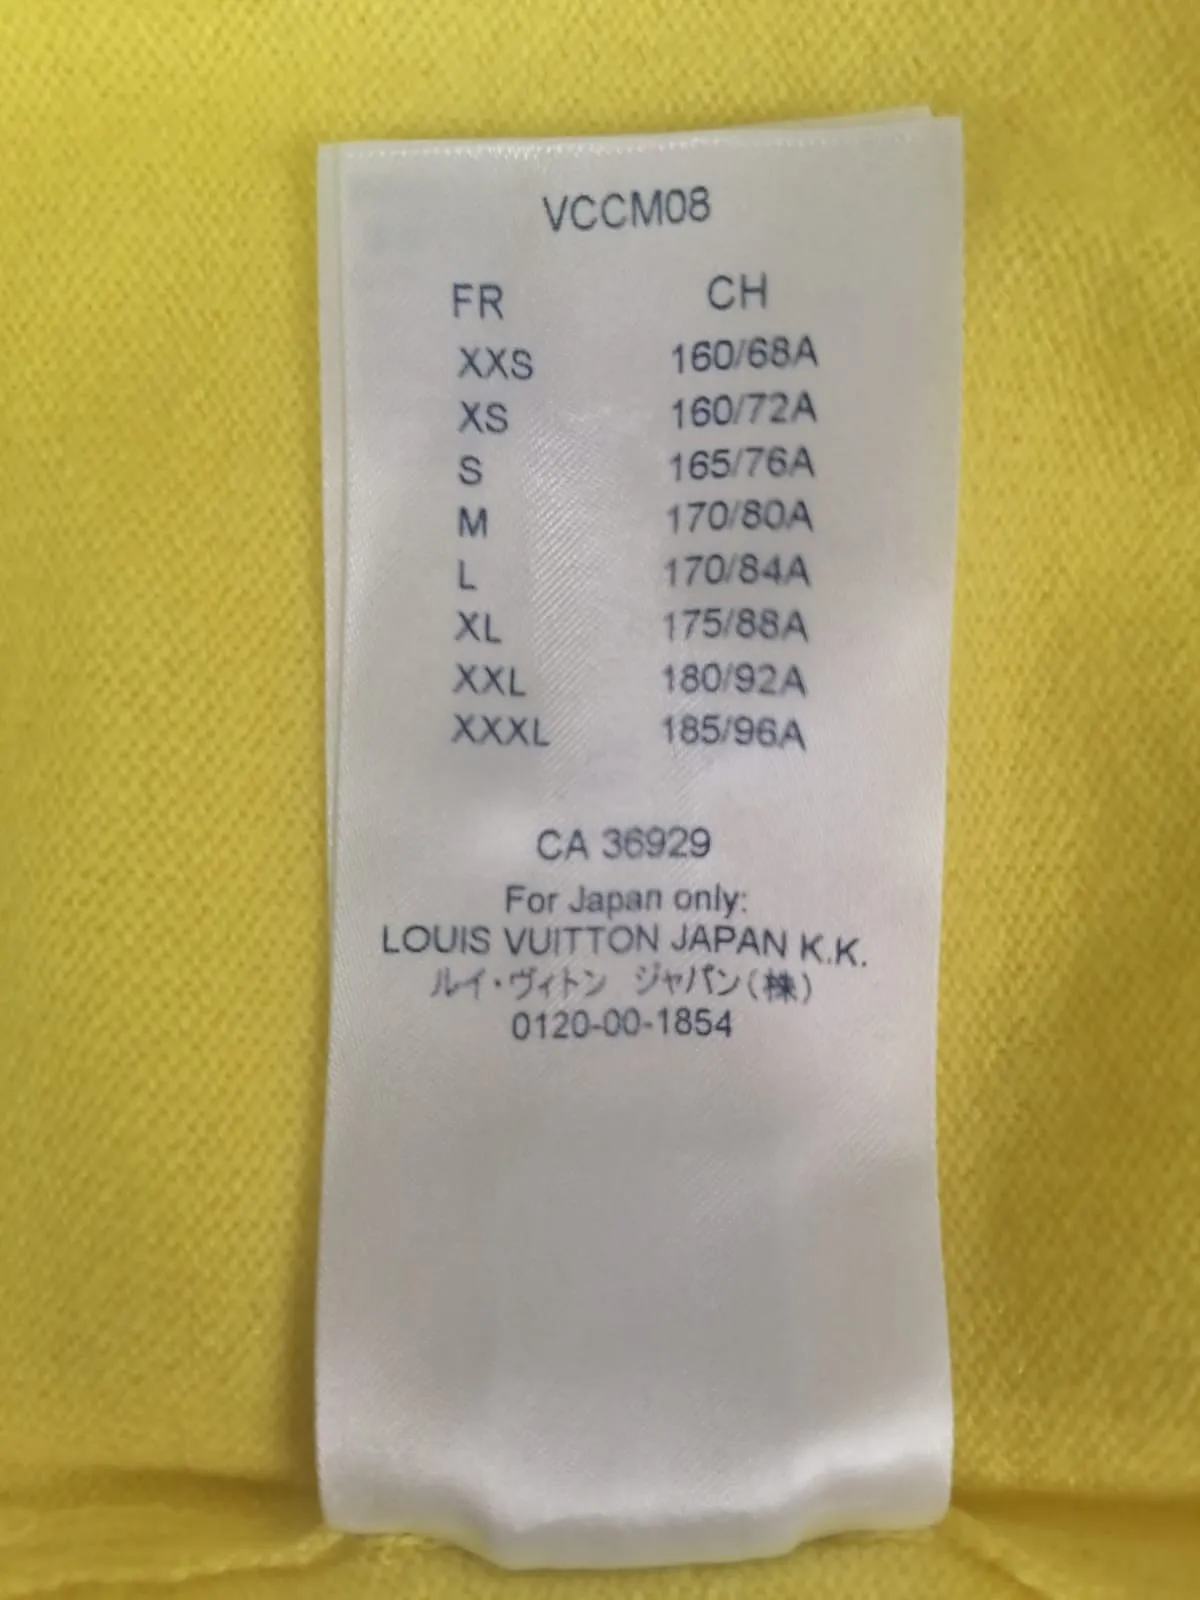 VCCM08
FR CH
XXS 160/68A
XS 160/72A
S 165/76A
M 170/80A
L 170/84A
XL 175/88A
XXL 180/92A
XXXL 185/96A
CA 36929
For Japan only:
LOUIS VUITTON JAPAN K.K.
ルイ・ヴィトン ジャパン(株)
0120-00-1854